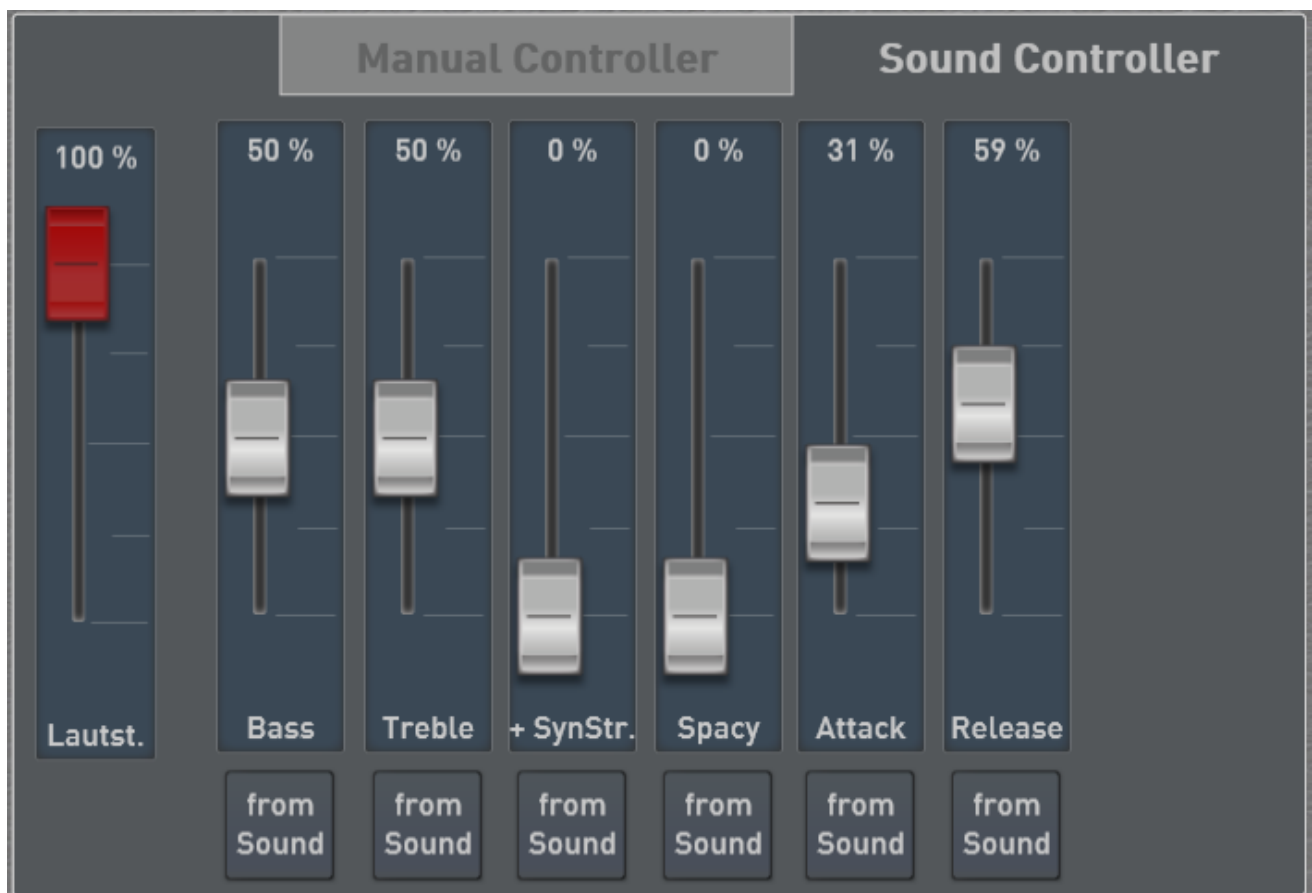 Manual Controller
Sound Controller
100 %
50 %
50 %
0 %
0 %
31 %
59 %
Lautst.
Bass
Treble
+ SynStr.
Spacy
Attack
Release
from
Sound
from
Sound
from
Sound
from
Sound
from
Sound
from
Sound